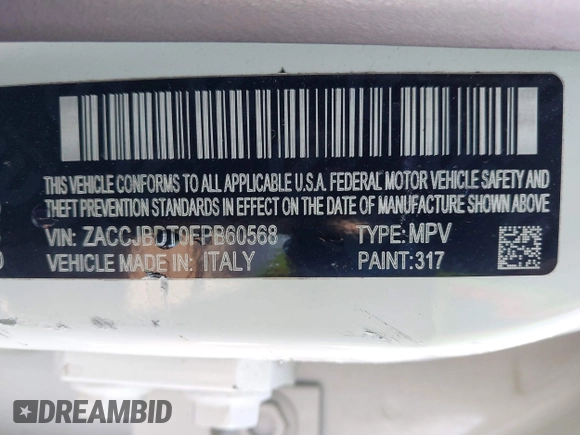 THIS VEHICLE CONFORMS TO ALL APPLICABLE U.S.A. FEDERAL MOTOR VEHICLE SAFETY AND
THEFT PREVENTION STANDARDS IN EFFECT ON THE DATE OF MANUFACTURE SHOWN ABOVE.
VIN: ZACCJBDT0FPB60568 TYPE: MPV
VEHICLE MADE IN: ITALY PAINT: 317
DREAMBID